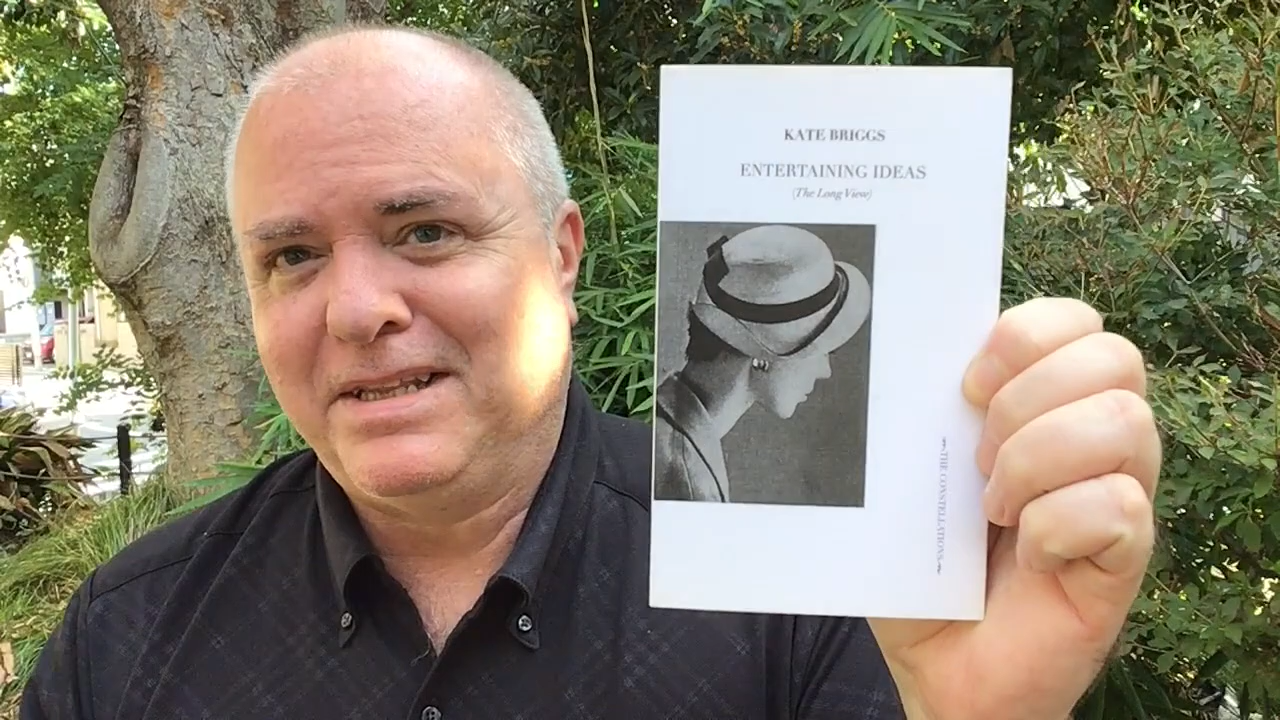 KATE BRIGGS
ENTERTAINING IDEAS
(The Long View)
THE CONSTELLATIONS